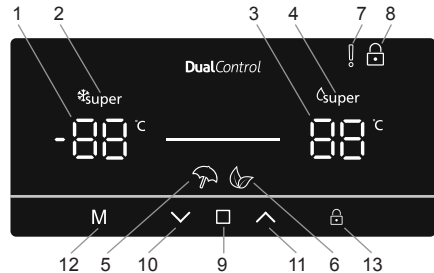 1 2 3 4 7 8
DualControl
super super
-88 °C 88 °C
M
12 5 10 9 11 6 13